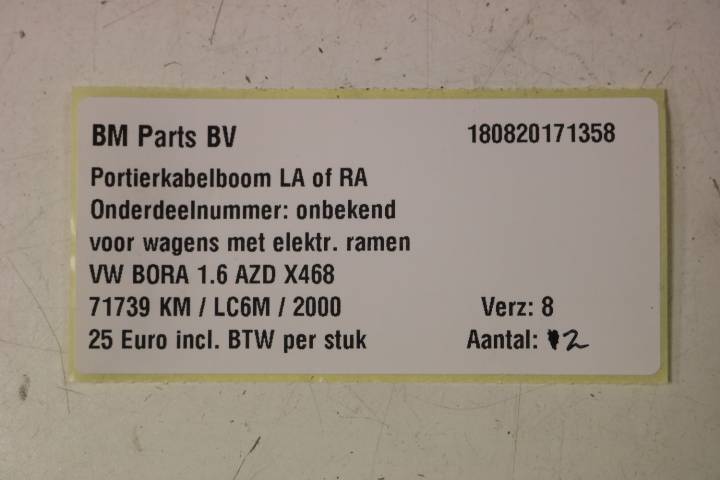 BM Parts BV 180820171358
Portierkabelboom LA of RA
Onderdeelnummer: onbekend
voor wagens met elektr. ramen
VW BORA 1.6 AZD X468
71739 KM / LC6M / 2000 Verz: 8
25 Euro incl. BTW per stuk Aantal: 2